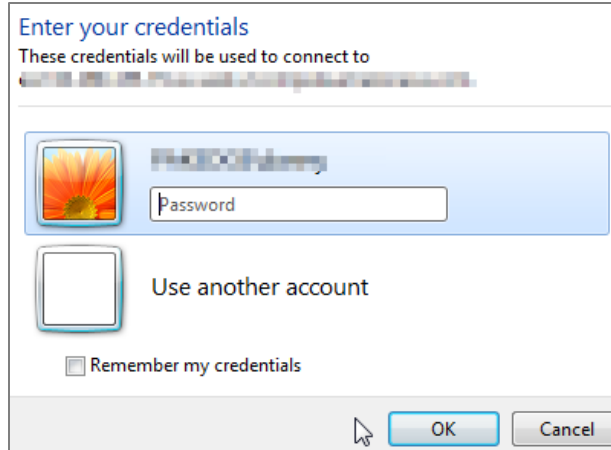 Enter your credentials
These credentials will be used to connect to
Password
Use another account
Remember my credentials
OK
Cancel